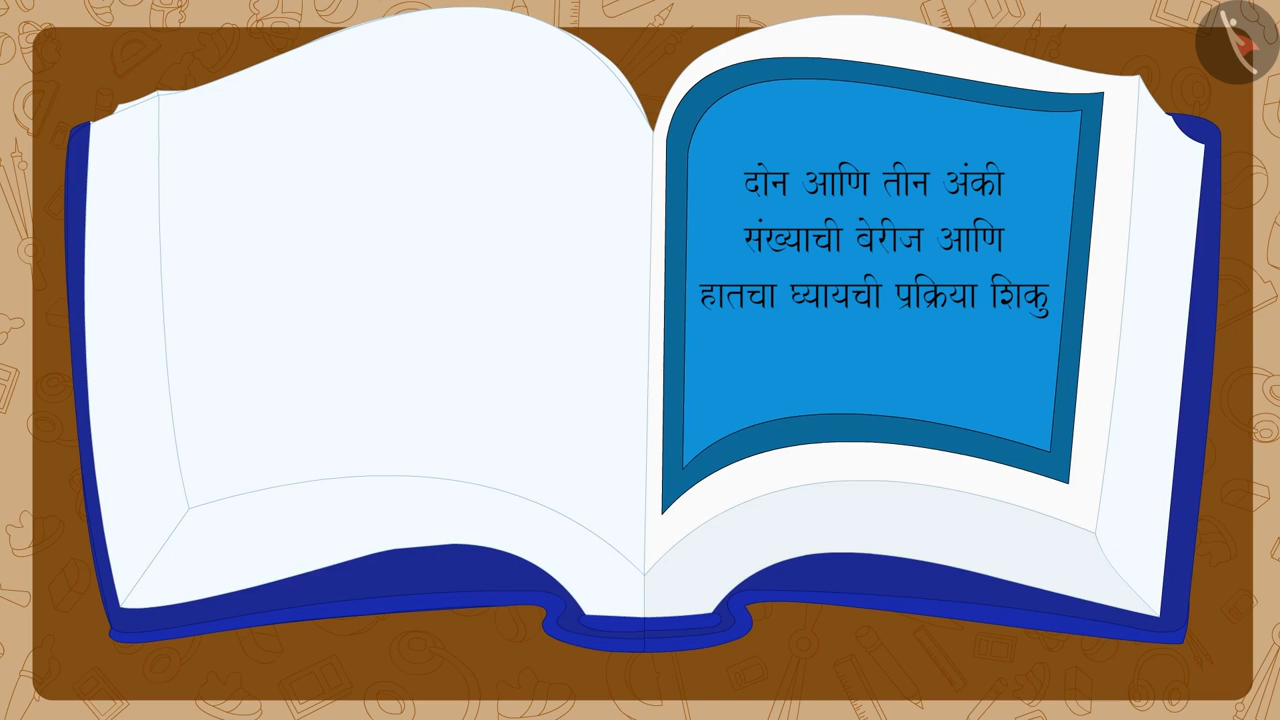 दोन आणि तीन अंकी
संख्याची वेरीज आणि
हातचा घ्यायची प्रक्रिया शिकु